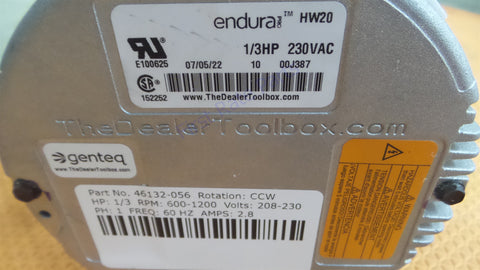 enduraPRO™ HW20
1/3HP 230VAC
E100625 07/05/22 10 00J387
152252 www.TheDealerToolbox.com
TheDealerToolbox.com
genteq
TheDealerToolbox.com
Part No. 46132-056 Rotation: CCW
HP: 1/3 RPM: 600-1200 Volts: 208-230
PH: 1 FREQ: 60 HZ AMPS: 2.8
WARNING